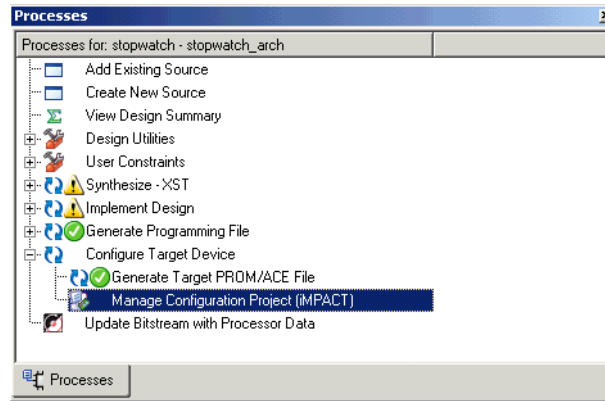 Processes
Processes for: stopwatch - stopwatch_arch
Add Existing Source
Create New Source
View Design Summary
Design Utilities
User Constraints
Synthesize - XST
Implement Design
Generate Programming File
Configure Target Device
Generate Target PROM/ACE File
Manage Configuration Project (iMPACT)
Update Bitstream with Processor Data
Processes